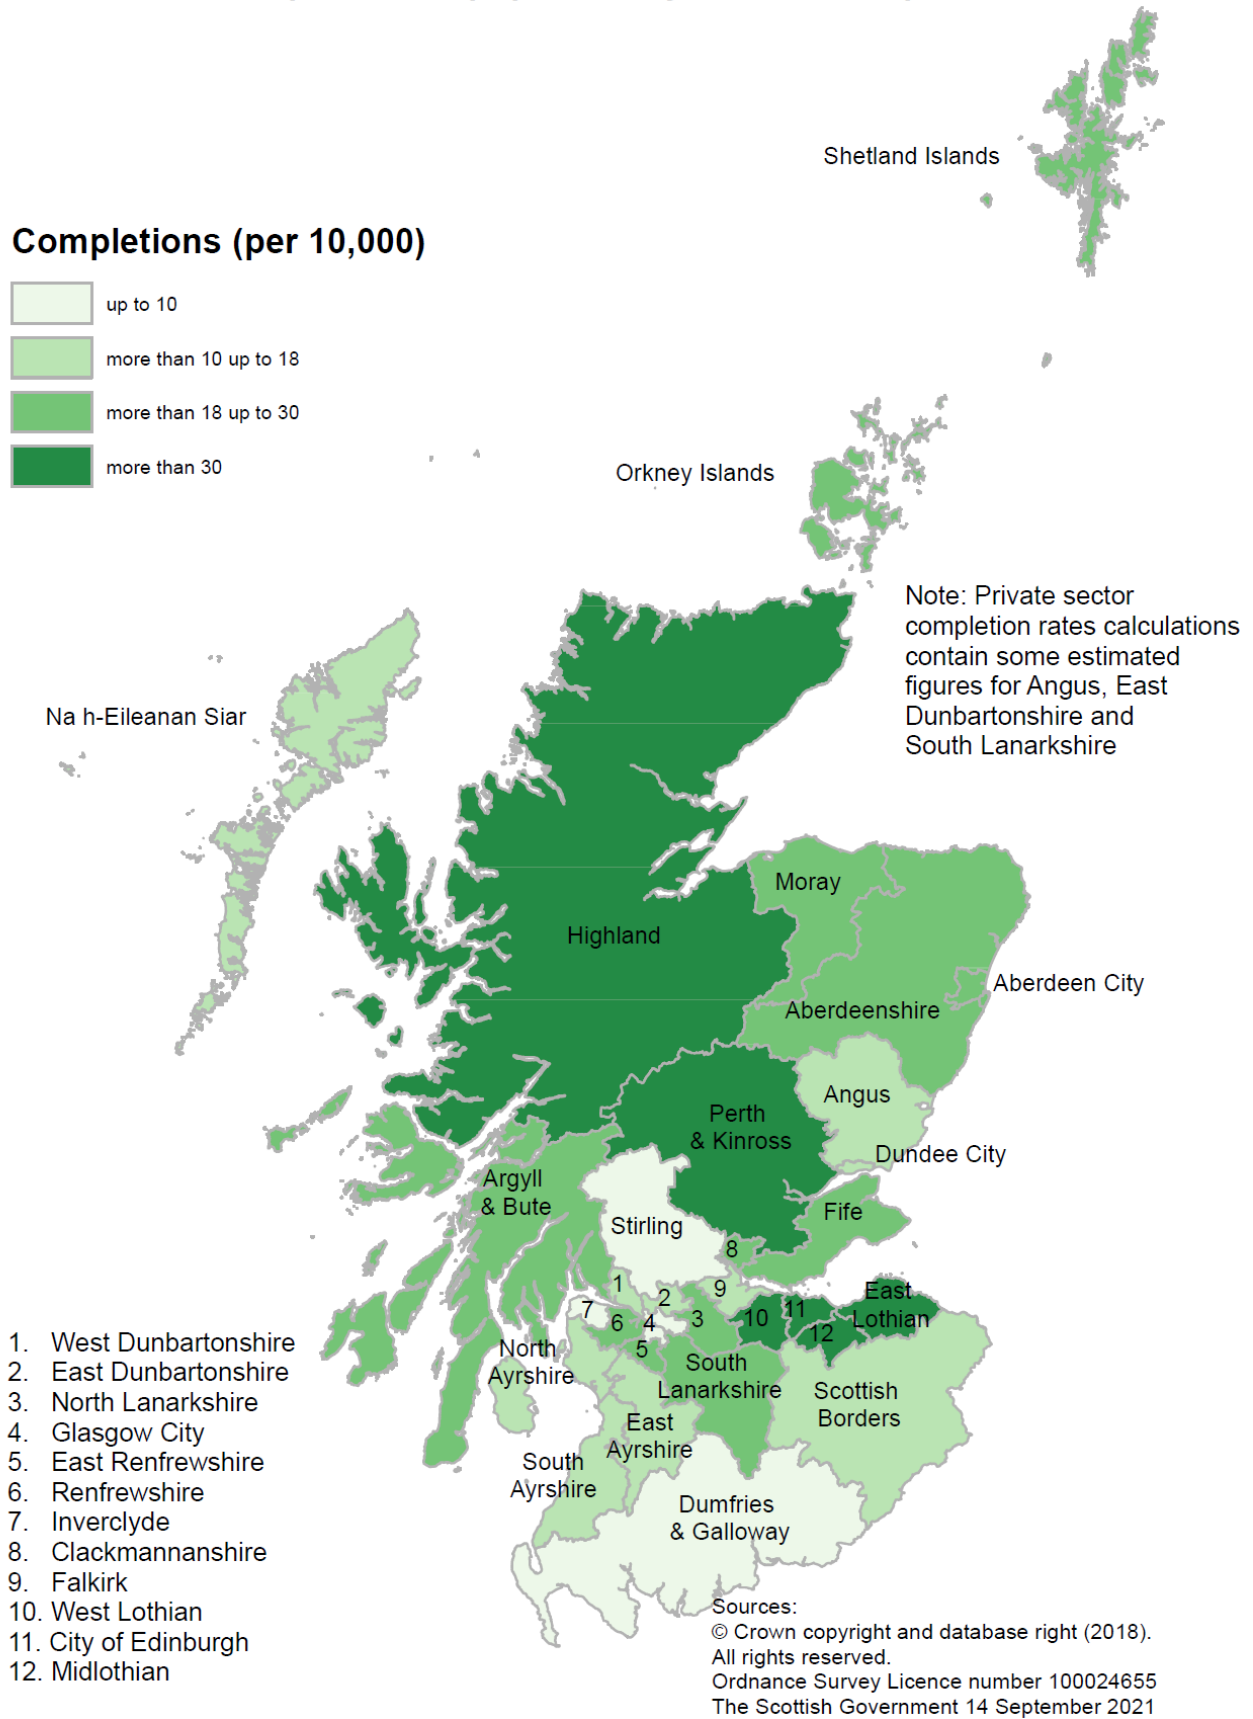 Shetland Islands
Completions (per 10,000)
up to 10
more than 10 up to 18
more than 18 up to 30
more than 30
Orkney Islands
Note: Private sector
completion rates calculations
contain some estimated
figures for Angus, East
Dunbartonshire and
South Lanarkshire
Na h-Eileanan Siar
Moray
Highland
Aberdeen City
Aberdeenshire
Angus
Perth
& Kinross
Dundee City
Argyll
& Bute
Fife
Stirling
8
1
2
9
7
6
4
3
10
11
12
5
East
Lothian
North
Ayrshire
South
Lanarkshire
Scottish
Borders
East
Ayrshire
South
Ayrshire
Dumfries
& Galloway
1. West Dunbartonshire
2. East Dunbartonshire
3. North Lanarkshire
4. Glasgow City
5. East Renfrewshire
6. Renfrewshire
7. Inverclyde
8. Clackmannanshire
9. Falkirk
10. West Lothian
11. City of Edinburgh
12. Midlothian
Sources:
© Crown copyright and database right (2018).
All rights reserved.
Ordnance Survey Licence number 100024655
The Scottish Government 14 September 2021